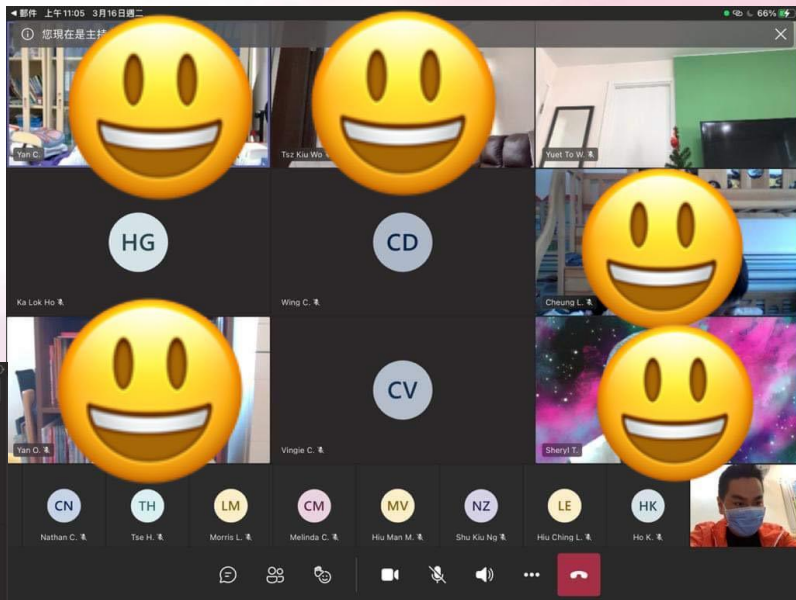 ◀ 郵件 上午11:05 3月16日週二
66%
您現在是主持
Yan C.
Tsz Kiu Wo
Yuet To W.
HG
CD
Ka Lok Ho
Wing C.
Cheung L.
CV
Yan O.
Vingie C.
Sheryl T.
CN
TH
LM
CM
MV
NZ
LE
HK
Nathan C.
Tse H.
Morris L.
Melinda C.
Hiu Man M.
Shu Kiu Ng
Hiu Ching L.
Ho K.